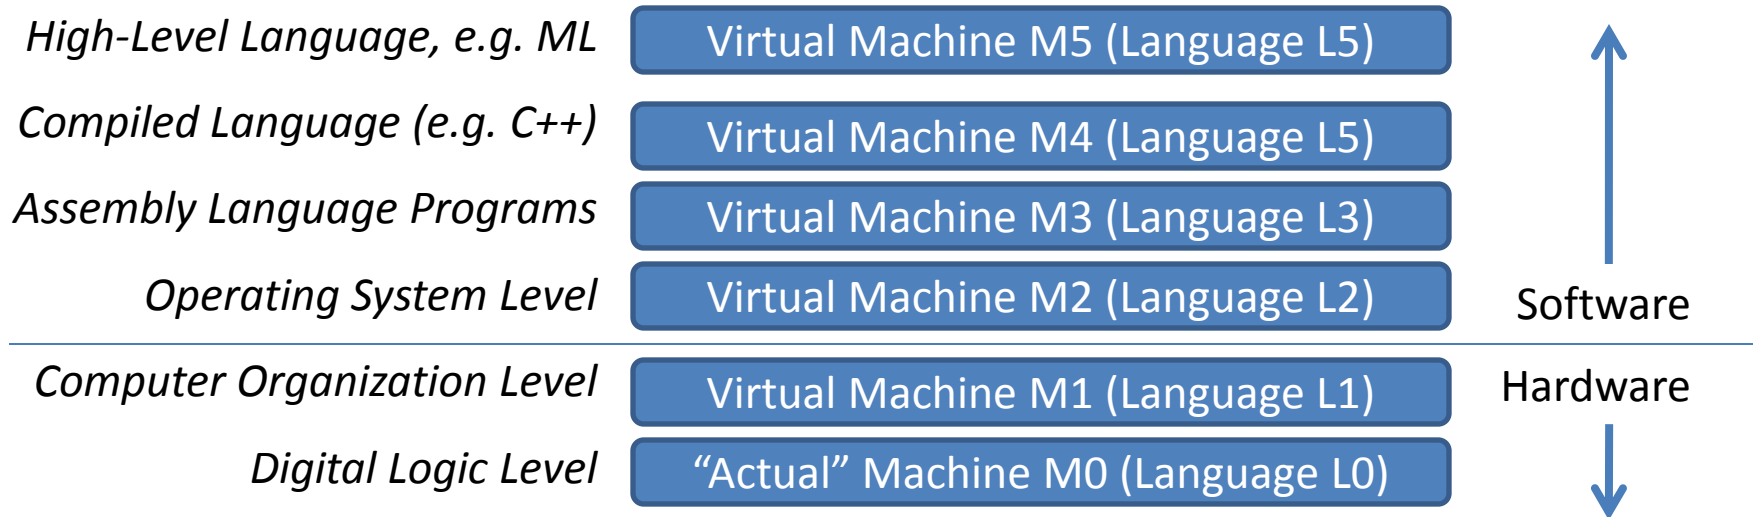 High-Level Language, e.g. ML
Virtual Machine M5 (Language L5)
Compiled Language (e.g. C++)
Virtual Machine M4 (Language L5)
Assembly Language Programs
Virtual Machine M3 (Language L3)
Operating System Level
Virtual Machine M2 (Language L2)
Software
Computer Organization Level
Virtual Machine M1 (Language L1)
Hardware
Digital Logic Level
“Actual” Machine M0 (Language L0)